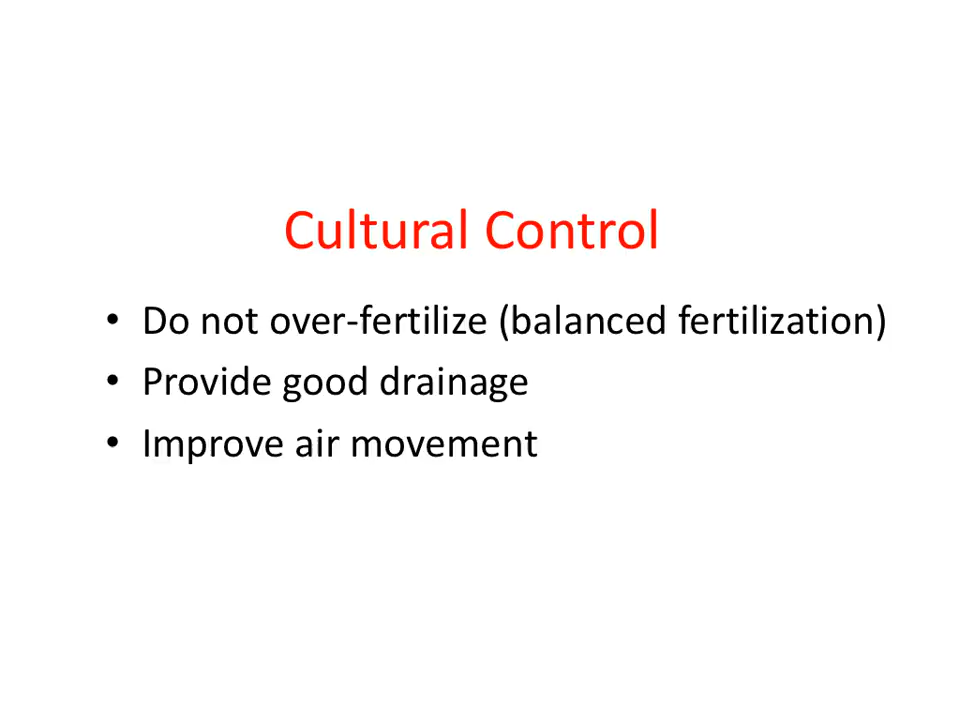 Cultural Control
• Do not over-fertilize (balanced fertilization)
• Provide good drainage
• Improve air movement